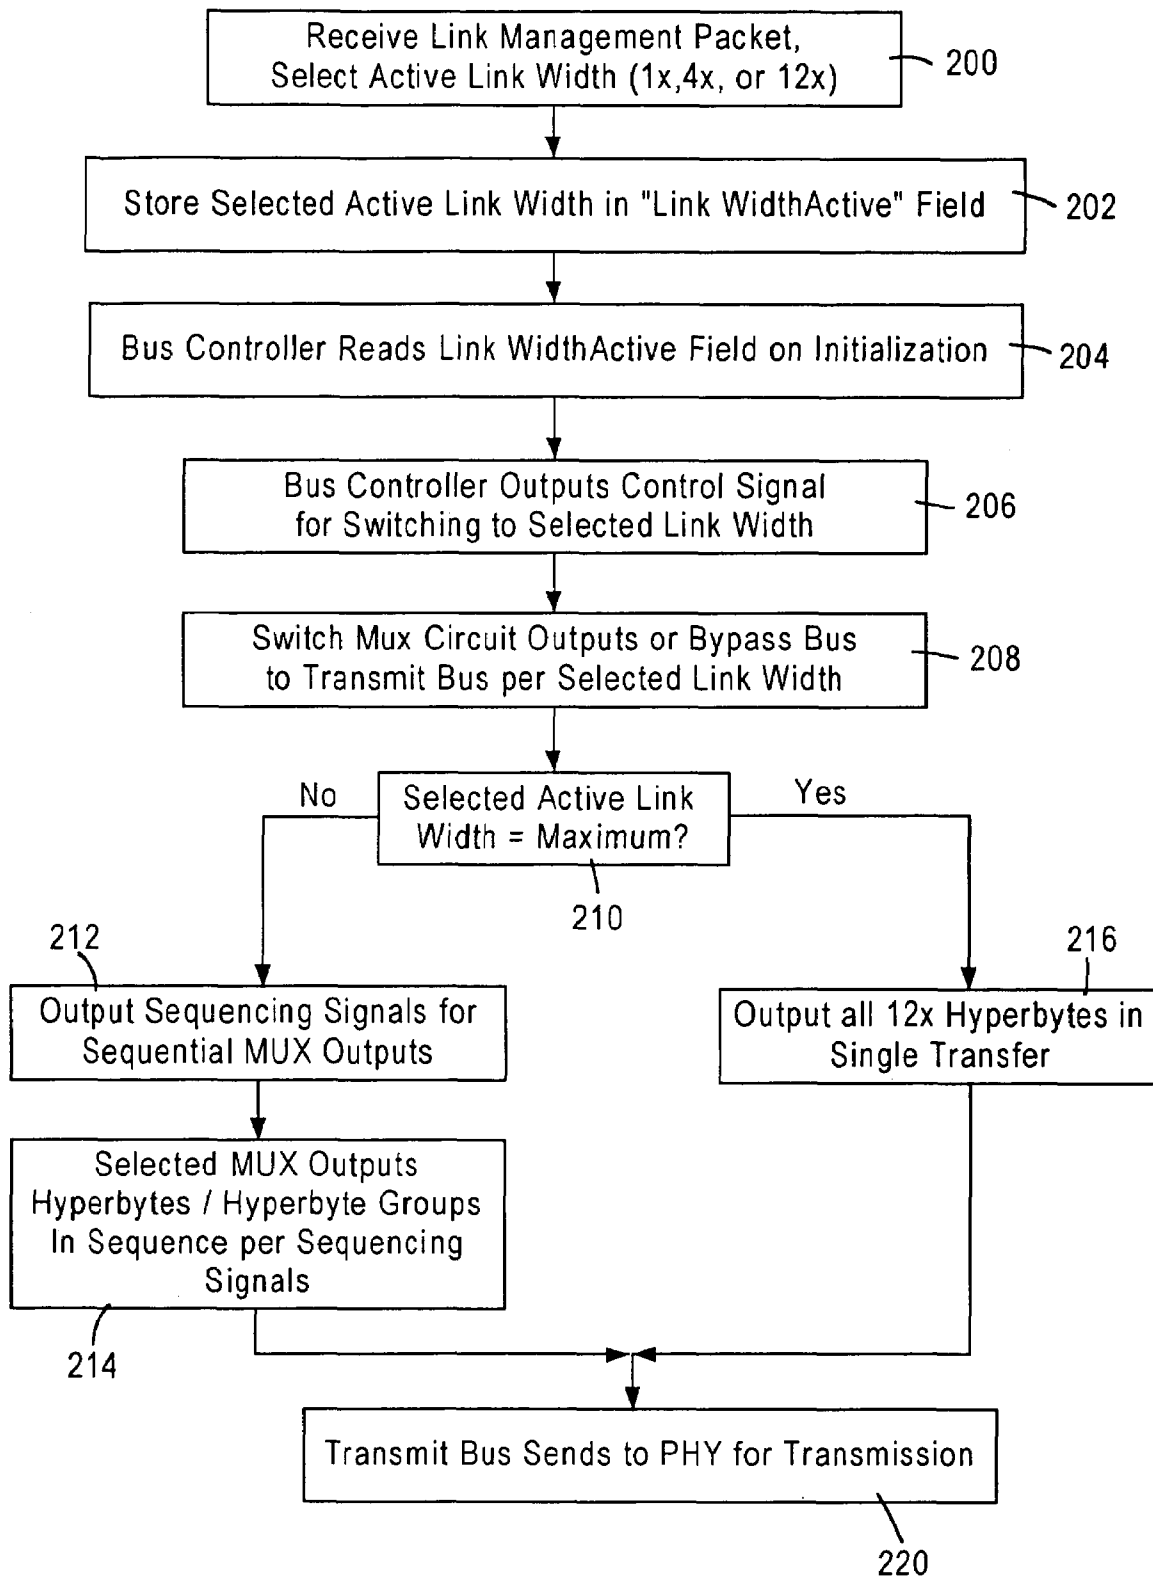 Receive Link Management Packet,
Select Active Link Width (1x,4x, or 12x)
200
Store Selected Active Link Width in "Link WidthActive" Field
202
Bus Controller Reads Link WidthActive Field on Initialization
204
Bus Controller Outputs Control Signal
for Switching to Selected Link Width
206
Switch Mux Circuit Outputs or Bypass Bus
to Transmit Bus per Selected Link Width
208
No
Selected Active Link
Width = Maximum?
Yes
210
212
Output Sequencing Signals for
Sequential MUX Outputs
216
Output all 12x Hyperbytes in
Single Transfer
Selected MUX Outputs
Hyperbytes / Hyperbyte Groups
In Sequence per Sequencing
Signals
214
Transmit Bus Sends to PHY for Transmission
220